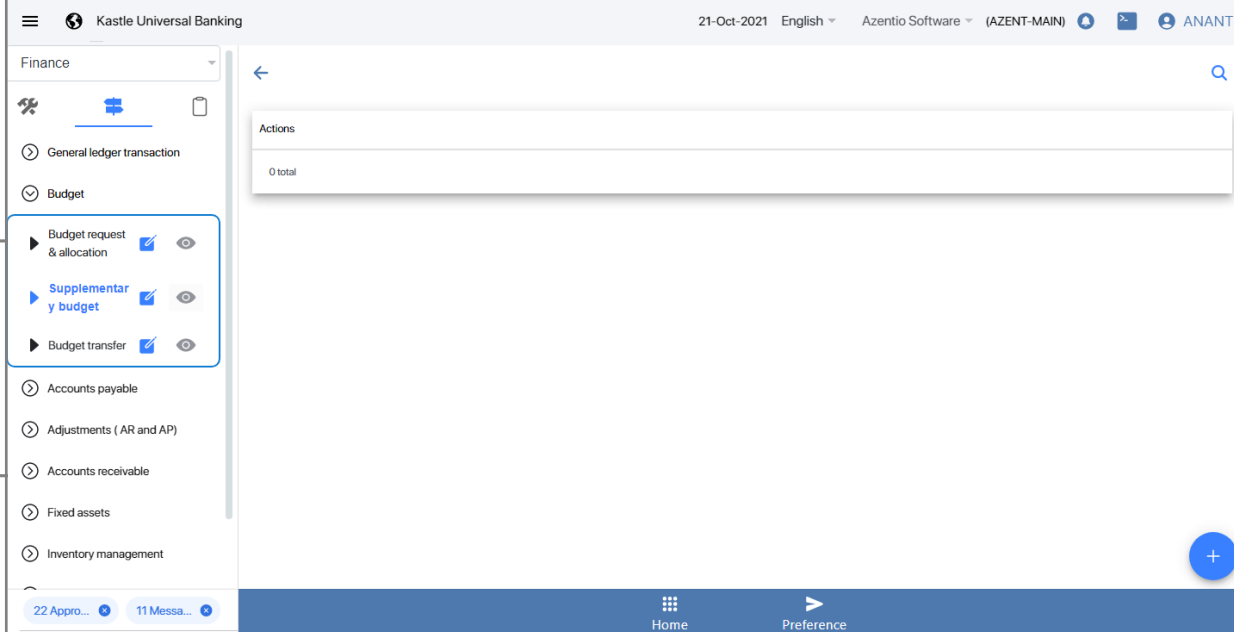 Kastle Universal Banking
21-Oct-2021 English Azentio Software (AZENT-MAIN) ANANT
Finance
Actions
0 total
General ledger transaction
Budget
Budget request
& allocation
Supplementar
y budget
Budget transfer
Accounts payable
Adjustments ( AR and AP)
Accounts receivable
Fixed assets
Inventory management
22 Appro...
11 Messa...
Home
Preference